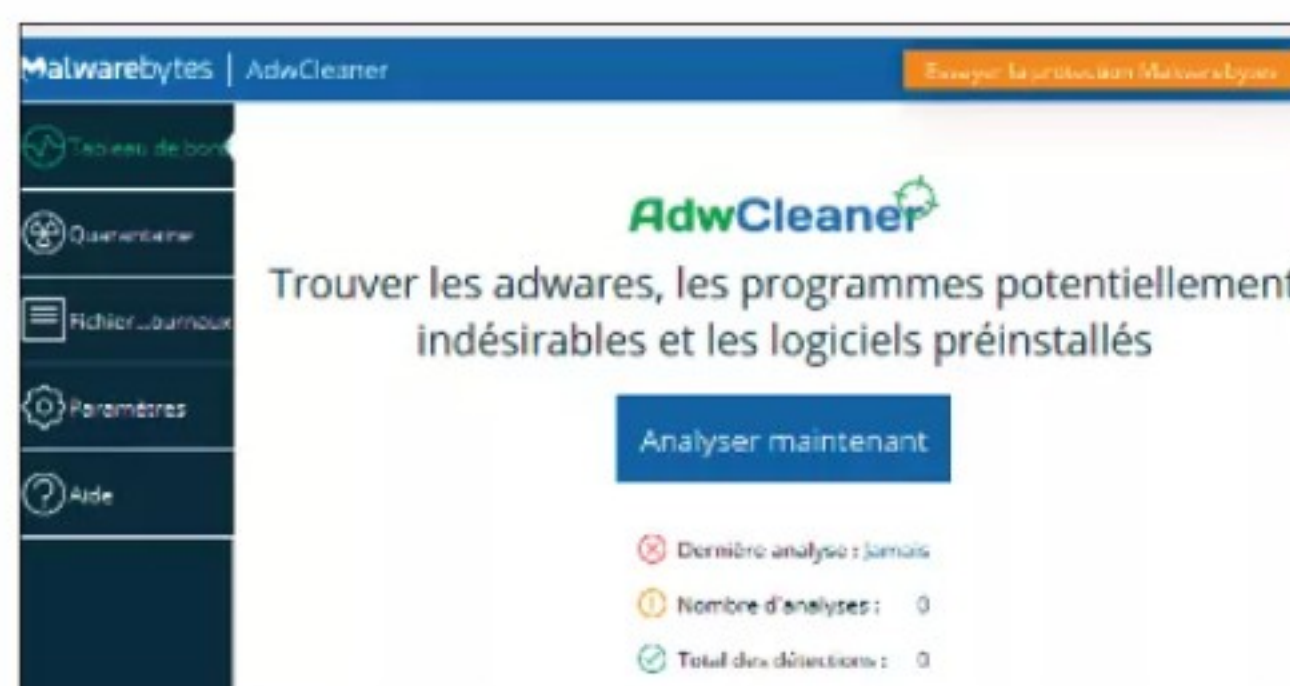 Malwarebytes | AdwCleaner
Essayer la protection Malwarebytes
Tableau de bord
Quarantaine
Fichier...ournaux
Paramètres
Aide
AdwCleaner
Trouver les adwares, les programmes potentiellement
indésirables et les logiciels préinstallés
Analyser maintenant
Dernière analyse : Jamais
Nombre d'analyses : 0
Total des détections : 0